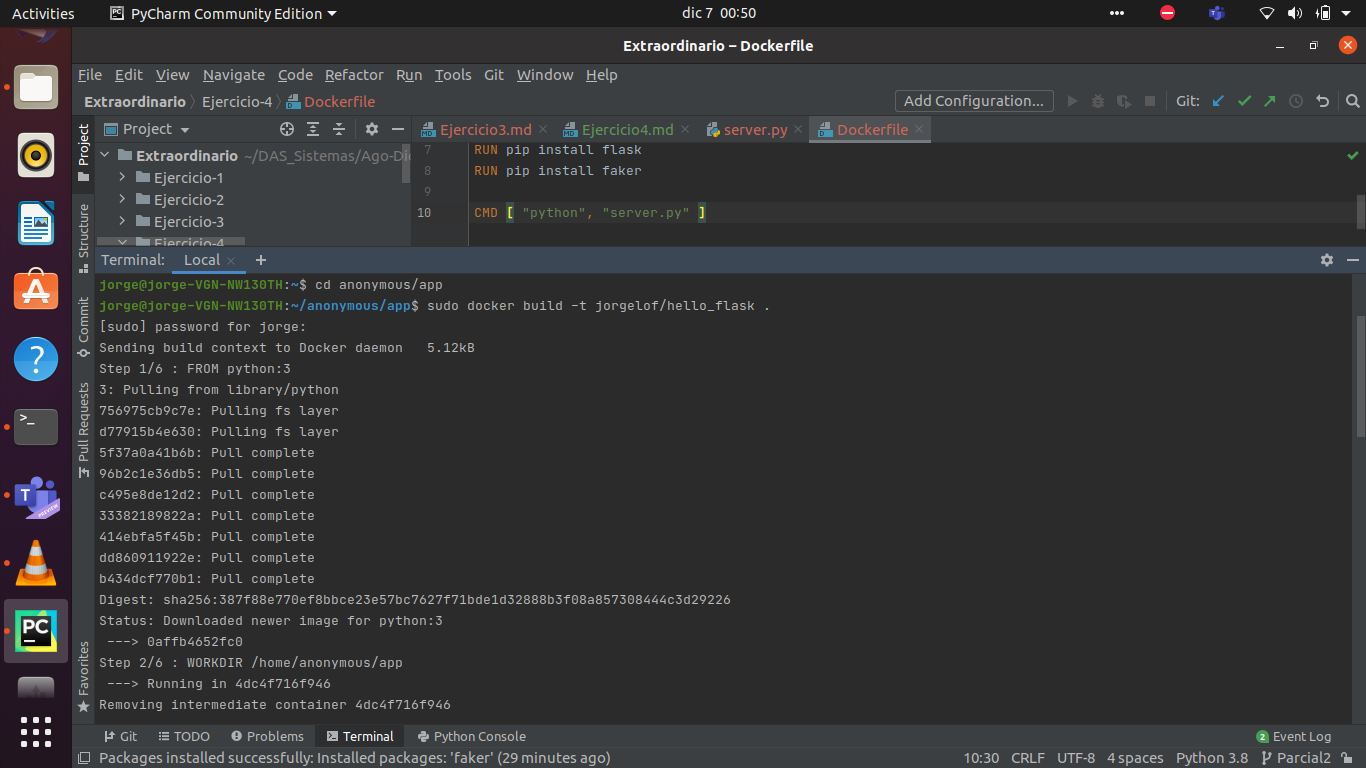 Activities
PyCharm Community Edition
dic 7 00:50
Extraordinario – Dockerfile
File Edit View Navigate Code Refactor Run Tools Git Window Help
Extraordinario Ejercicio-4 Dockerfile
Add Configuration...
Git:
Project
Ejercicio3.md
Ejercicio4.md
server.py
Dockerfile
Project
Structure
Commit
Pull Requests
Favorites
Extraordinario ~/DAS_Sistemas/Ago-Di
Ejercicio-1
Ejercicio-2
Ejercicio-3
Ejercicio-4
7 RUN pip install flask
8 RUN pip install faker
9
10 CMD [ "python", "server.py" ]
Terminal: Local × +
jorge@jorge-VGN-NW130TH:~$ cd anonymous/app
jorge@jorge-VGN-NW130TH:~/anonymous/app$ sudo docker build -t jorgelof/hello_flask .
[sudo] password for jorge:
Sending build context to Docker daemon 5.12kB
Step 1/6 : FROM python:3
3: Pulling from library/python
756975cb9c7e: Pulling fs layer
d77915b4e630: Pulling fs layer
5f37a0a41b6b: Pull complete
96b2c1e36db5: Pull complete
c495e8de12d2: Pull complete
33382189822a: Pull complete
414ebfa5f45b: Pull complete
dd860911922e: Pull complete
b434dcf770b1: Pull complete
Digest: sha256:387f88e770ef8bbce23e57bc7627f71bde1d32888b3f08a857308444c3d29226
Status: Downloaded newer image for python:3
---> 0affb4652fc0
Step 2/6 : WORKDIR /home/anonymous/app
---> Running in 4dc4f716f946
Removing intermediate container 4dc4f716f946
Git TODO Problems Terminal Python Console
2 Event Log
Packages installed successfully: Installed packages: 'faker' (29 minutes ago)
10:30 CRLF UTF-8 4 spaces Python 3.8 Parcial2